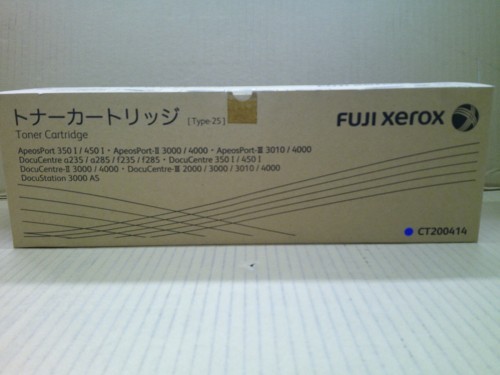 トナーカートリッジ [Type-25]
FUJI xerox
Toner Cartridge
ApeosPort 350 I / 450 I・ApeosPort-II 3000 / 4000・ApeosPort-III 3010 / 4000
DocuCentre a235 / a285 / f235 / f285・DocuCentre 350 I / 450 I
DocuCentre-II 3000 / 4000・DocuCentre-III 2000 / 3000 / 3010 / 4000
DocuStation 3000 AS
CT200414